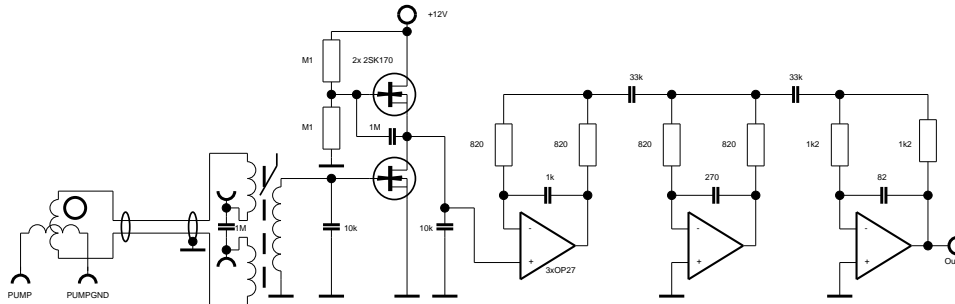 +12V
M1
2x 2SK170
M1
1M
33k
33k
820
820
820
820
1k2
1k2
1k
270
82
1M
10k
10k
-
+
3xOP27
-
+
-
+
PUMP
PUMPGND